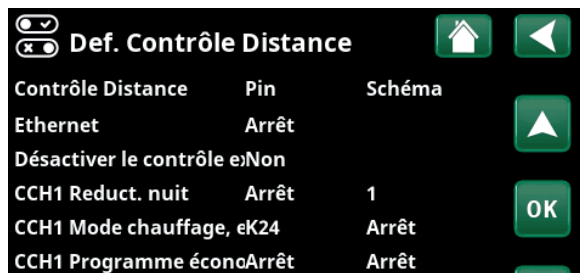 Def. Contrôle Distance
Contrôle Distance Pin Schéma
Ethernet Arrêt
Désactiver le contrôle e Non
CCH1 Reduct. nuit Arrêt 1
CCH1 Mode chauffage, e K24 Arrêt
OK
CCH1 Programme écono Arrêt Arrêt